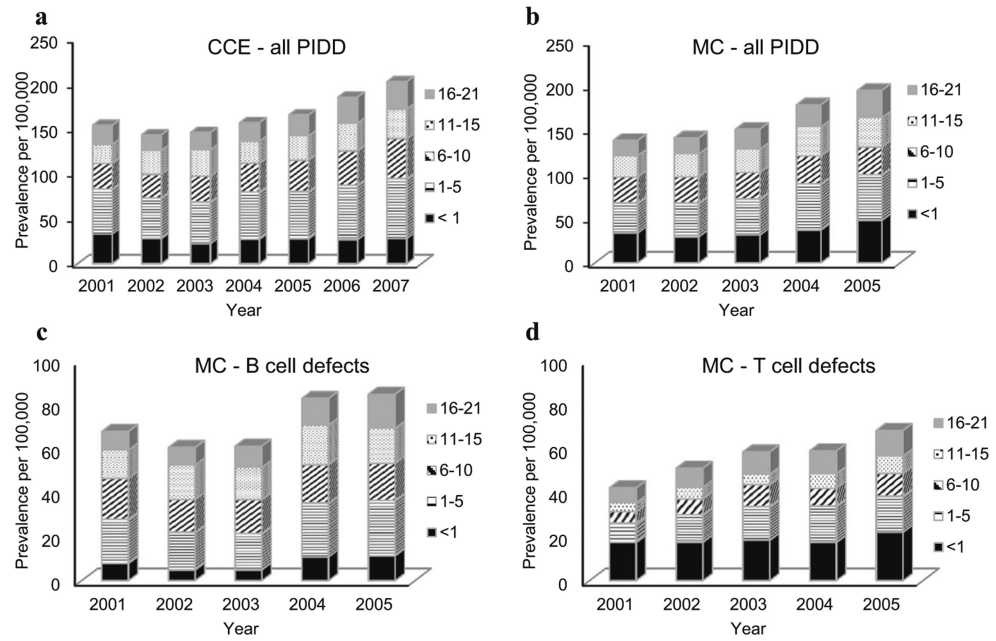 a
CCE - all PIDD
Prevalence per 100,000
250
200
150
100
50
0
2001 2002 2003 2004 2005 2006 2007
Year
16-21
11-15
6-10
1-5
< 1
b
MC - all PIDD
Prevalence per 100,000
250
200
150
100
50
0
2001 2002 2003 2004 2005
Year
16-21
11-15
6-10
1-5
<1
c
MC - B cell defects
Prevalence per 100,000
100
80
60
40
20
0
2001 2002 2003 2004 2005
Year
16-21
11-15
6-10
1-5
<1
d
MC - T cell defects
Prevalence per 100,000
100
80
60
40
20
0
2001 2002 2003 2004 2005
Year
16-21
11-15
6-10
1-5
<1